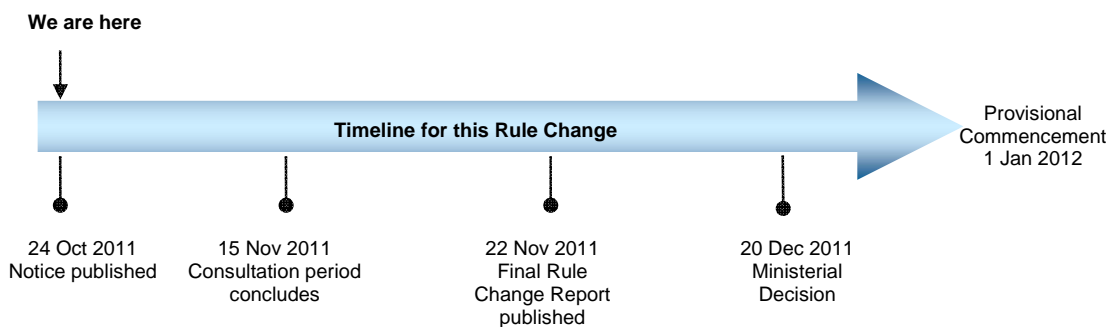 We are here
Timeline for this Rule Change
Provisional
Commencement
1 Jan 2012
24 Oct 2011
Notice published
15 Nov 2011
Consultation period
concludes
22 Nov 2011
Final Rule
Change Report
published
20 Dec 2011
Ministerial
Decision